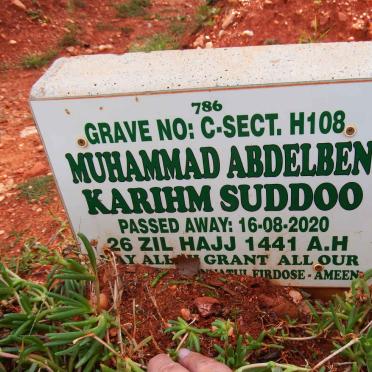 786
GRAVE NO: C-SECT. H108
MUHAMMAD ABDELBEN
KARIHM SUDDOO
PASSED AWAY: 16-08-2020
26 ZIL HAJJ 1441 A.H
GRANT ALL OUR
FIRDOSE - AMEEN